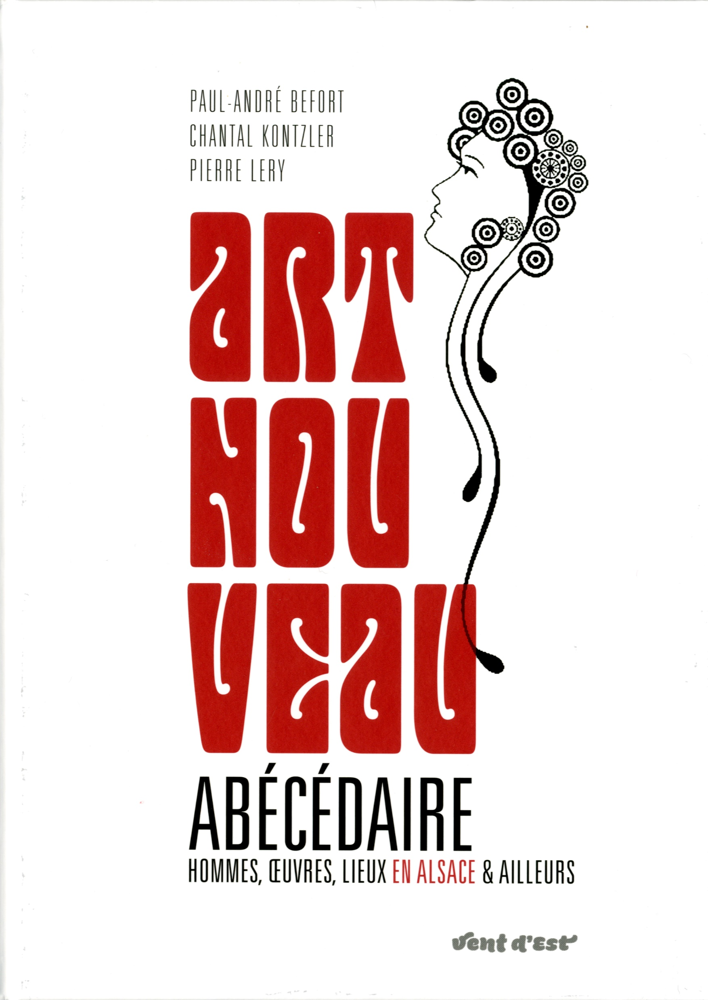 PAUL-ANDRÉ BEFORT
CHANTAL KONTZLER
PIERRE LERY
ART
NOU
VEAU
ABÉCÉDAIRE
HOMMES, ŒUVRES, LIEUX EN ALSACE & AILLEURS
Vent d'Est